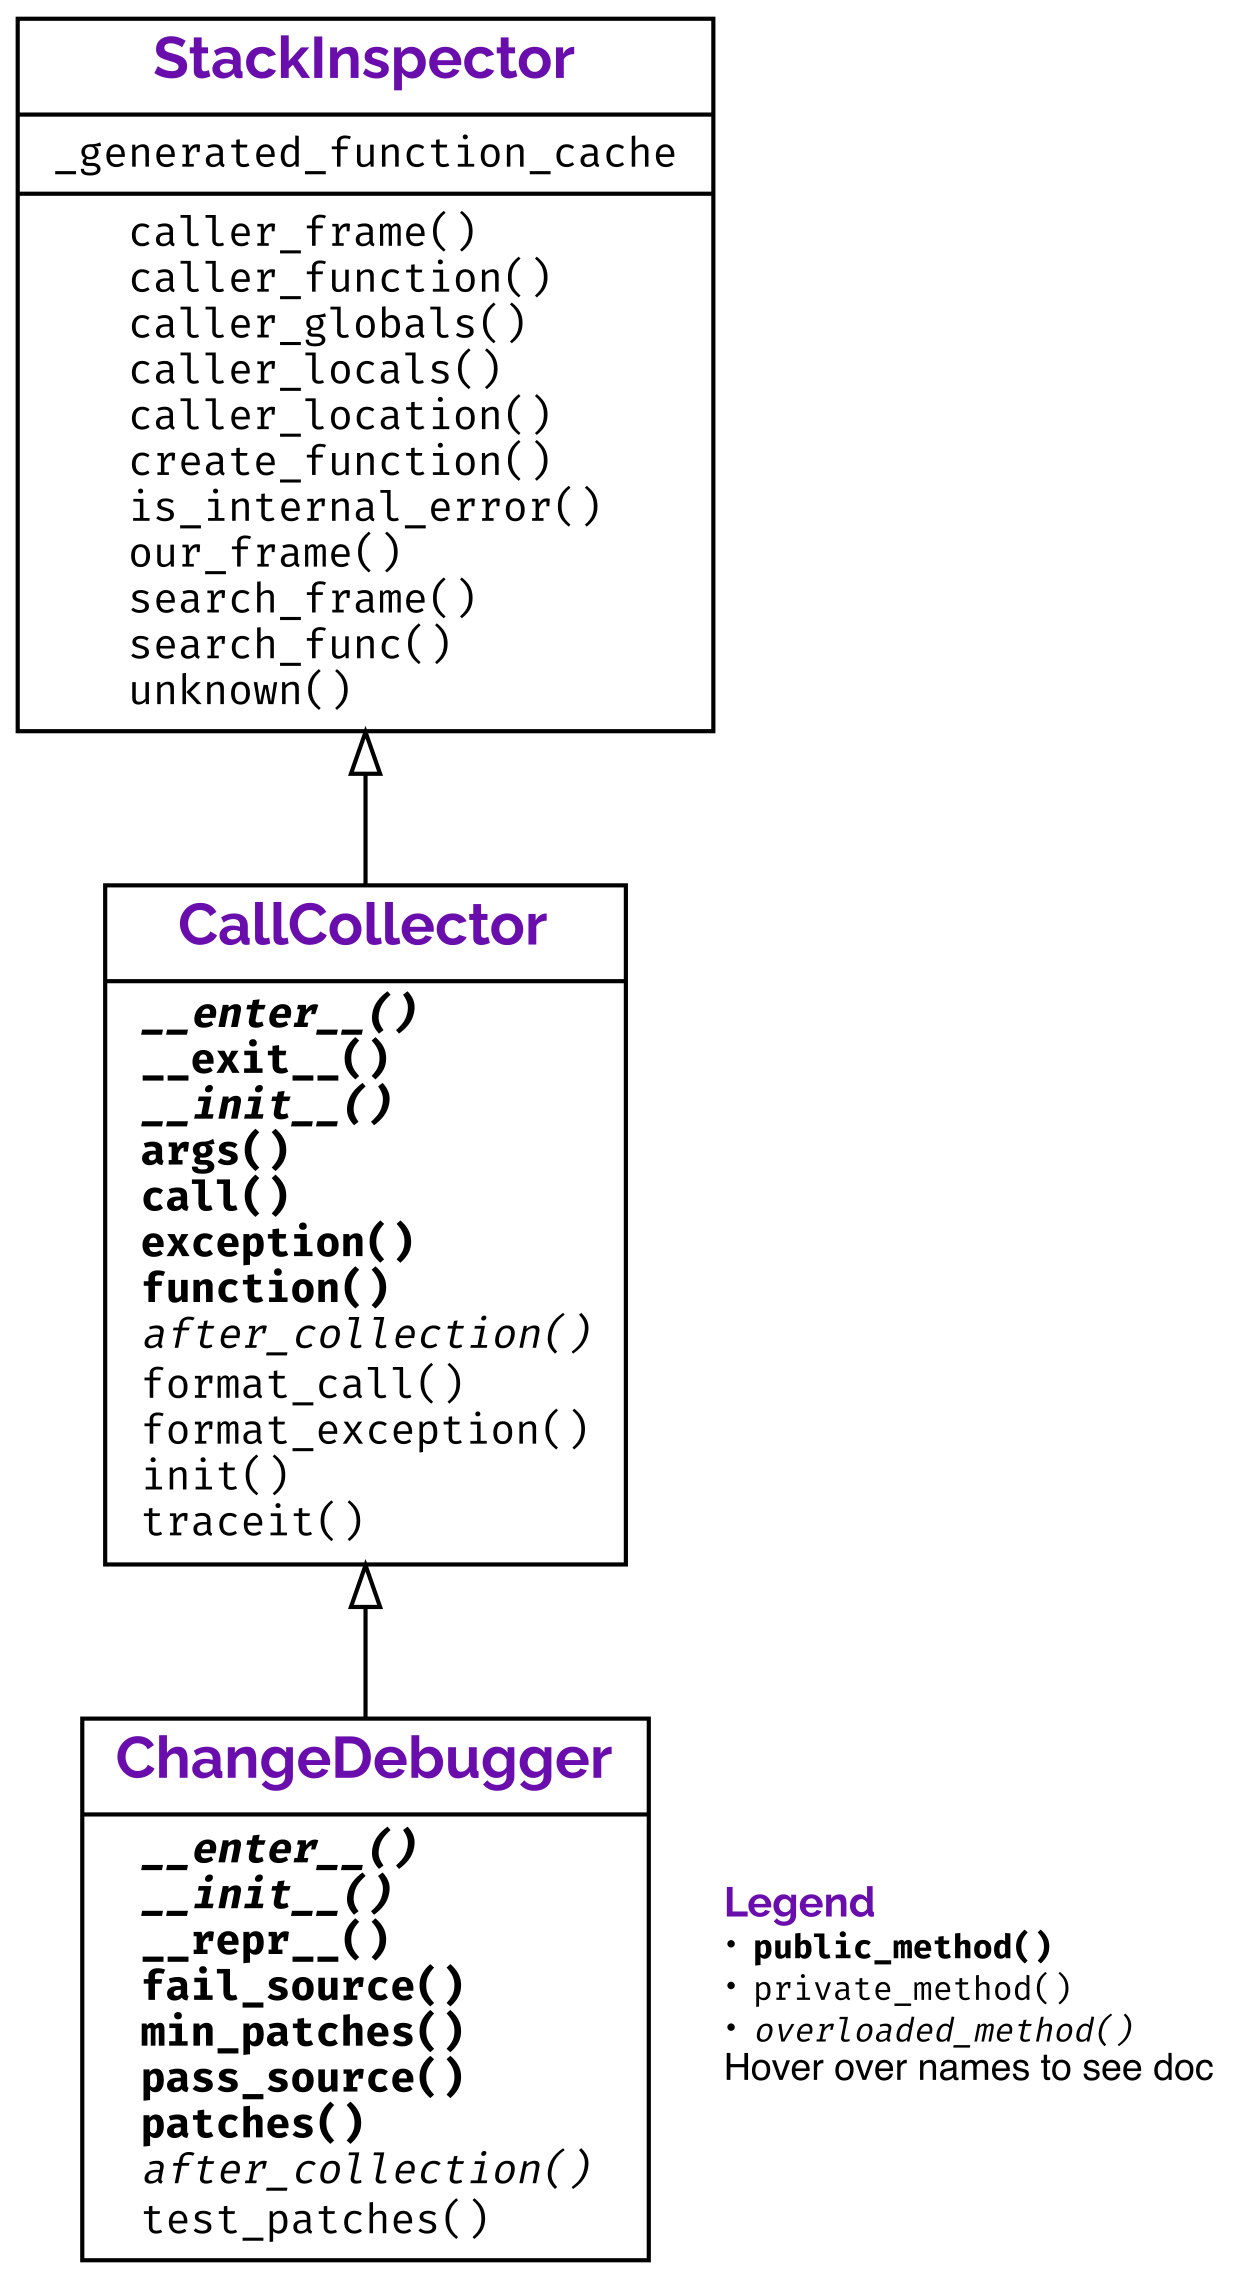 StackInspector
_generated_function_cache
caller_frame()
caller_function()
caller_globals()
caller_locals()
caller_location()
create_function()
is_internal_error()
our_frame()
search_frame()
search_func()
unknown()
CallCollector
__enter__()
__exit__()
__init__()
args()
call()
exception()
function()
after_collection()
format_call()
format_exception()
init()
traceit()
ChangeDebugger
__enter__()
__init__()
__repr__()
fail_source()
min_patches()
pass_source()
patches()
after_collection()
test_patches()
Legend
• public_method()
• private_method()
• overloaded_method()
Hover over names to see doc